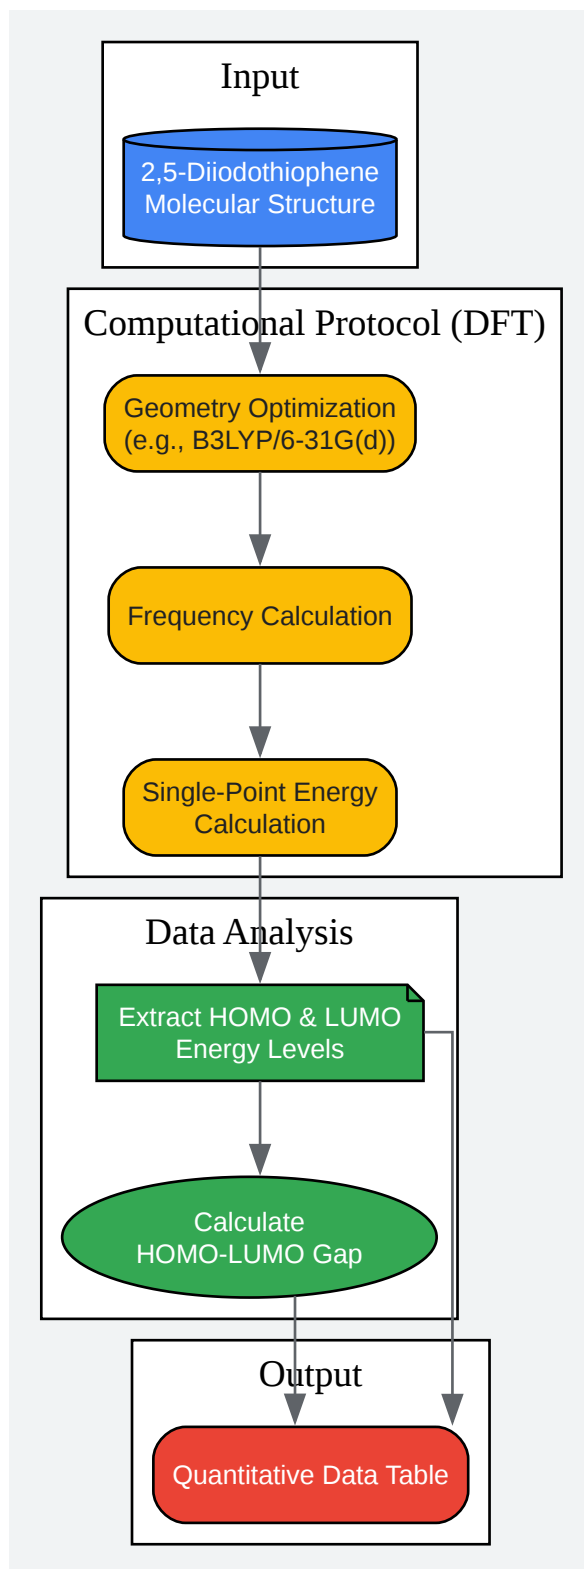 Input
2,5-Diiodothiophene
Molecular Structure
Computational Protocol (DFT)
Geometry Optimization
(e.g., B3LYP/6-31G(d))
Frequency Calculation
Single-Point Energy
Calculation
Data Analysis
Extract HOMO & LUMO
Energy Levels
Calculate
HOMO-LUMO Gap
Output
Quantitative Data Table